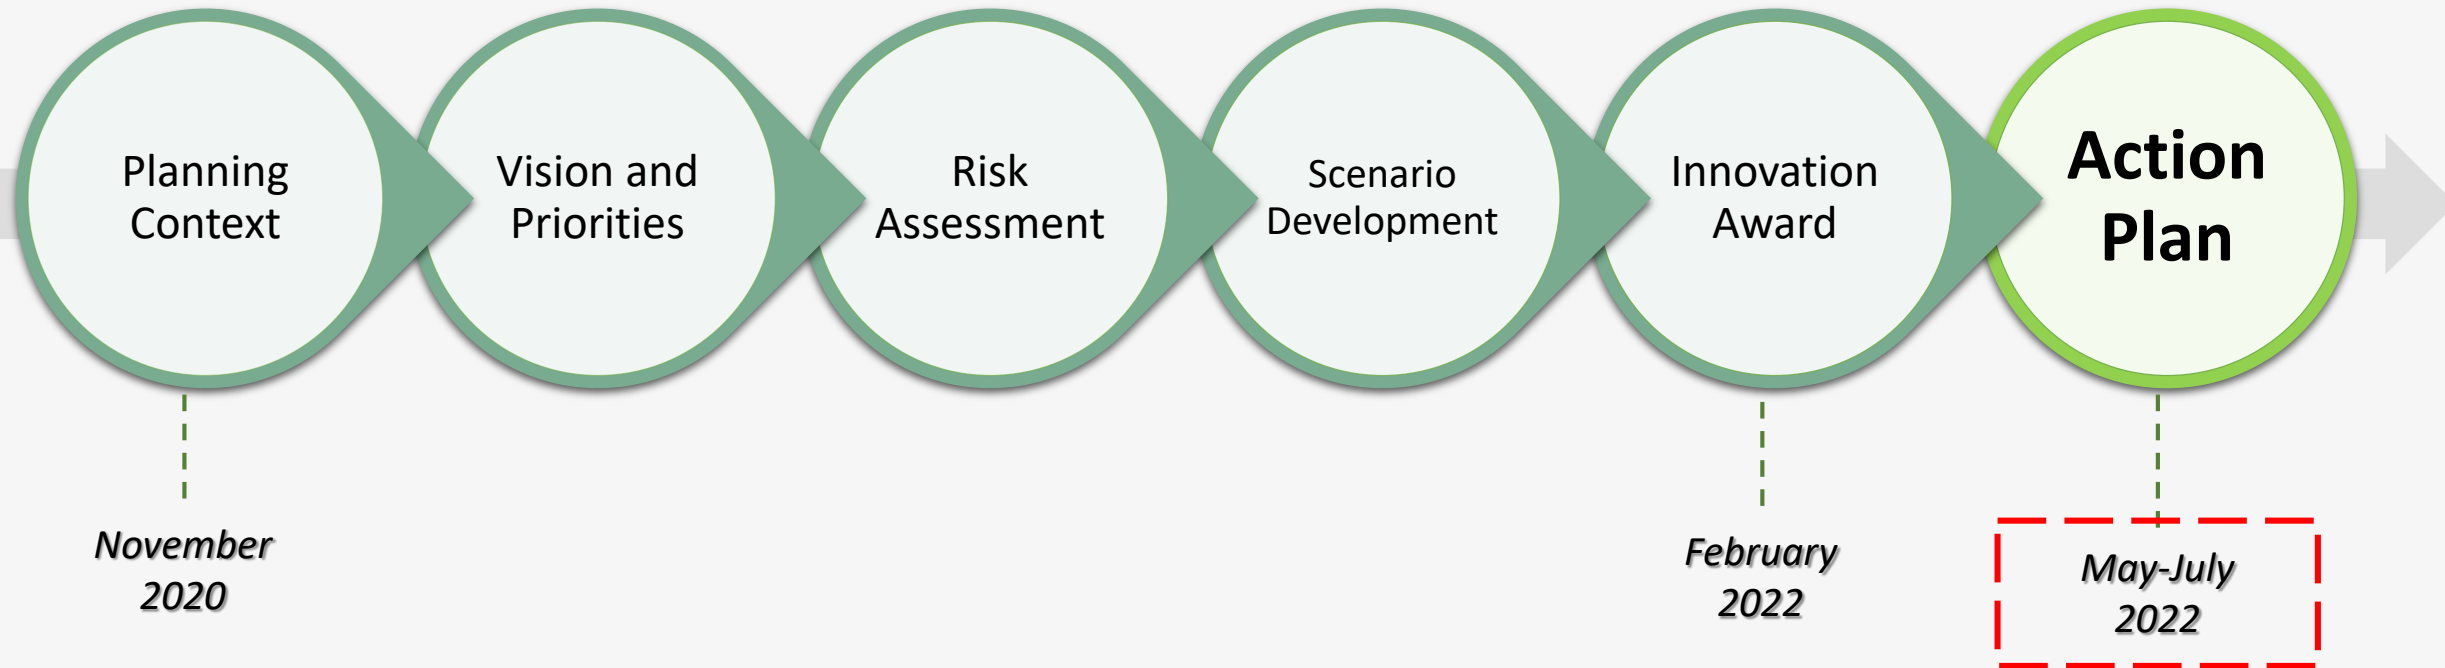 Planning
Context
Vision and
Priorities
Risk
Assessment
Scenario
Development
Innovation
Award
Action
Plan
November
2020
February
2022
May-July
2022